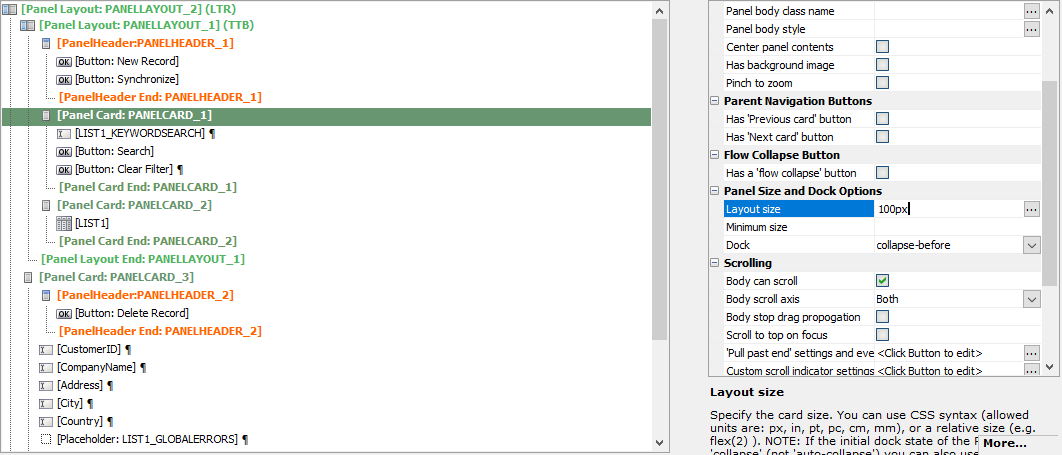 [Panel Layout: PANELLAYOUT_2] (LTR)
[Panel Layout: PANELLAYOUT_1] (TTB)
[PanelHeader:PANELHEADER_1]
OK [Button: New Record]
OK [Button: Synchronize]
[PanelHeader End: PANELHEADER_1]
[Panel Card: PANELCARD_1]
[LIST1_KEYWORDSEARCH] ¶
OK [Button: Search]
OK [Button: Clear Filter] ¶
[Panel Card End: PANELCARD_1]
[Panel Card: PANELCARD_2]
[LIST1]
[Panel Card End: PANELCARD_2]
[Panel Layout End: PANELLAYOUT_1]
[Panel Card: PANELCARD_3]
[PanelHeader:PANELHEADER_2]
OK [Button: Delete Record]
[PanelHeader End: PANELHEADER_2]
[CustomerID] ¶
[CompanyName] ¶
[Address] ¶
[City] ¶
[Country] ¶
[Placeholder: LIST1_GLOBALERRORS] ¶
Panel body class name ...
Panel body style ...
Center panel contents
Has background image
Pinch to zoom
Parent Navigation Buttons
Has 'Previous card' button
Has 'Next card' button
Flow Collapse Button
Has a 'flow collapse' button
Panel Size and Dock Options
Layout size 100px ...
Minimum size
Dock collapse-before
Scrolling
Body can scroll
Body scroll axis Both
Body stop drag propogation
Scroll to top on focus
'Pull past end' settings and eve <Click Button to edit> ...
Custom scroll indicator settings <Click Button to edit> ...
Layout size
Specify the card size. You can use CSS syntax (allowed
units are: px, in, pt, pc, cm, mm), or a relative size (e.g.
flex(2) ). NOTE: If the initial dock state of the
'collapse' (not 'auto-collapse') you can also use
More...